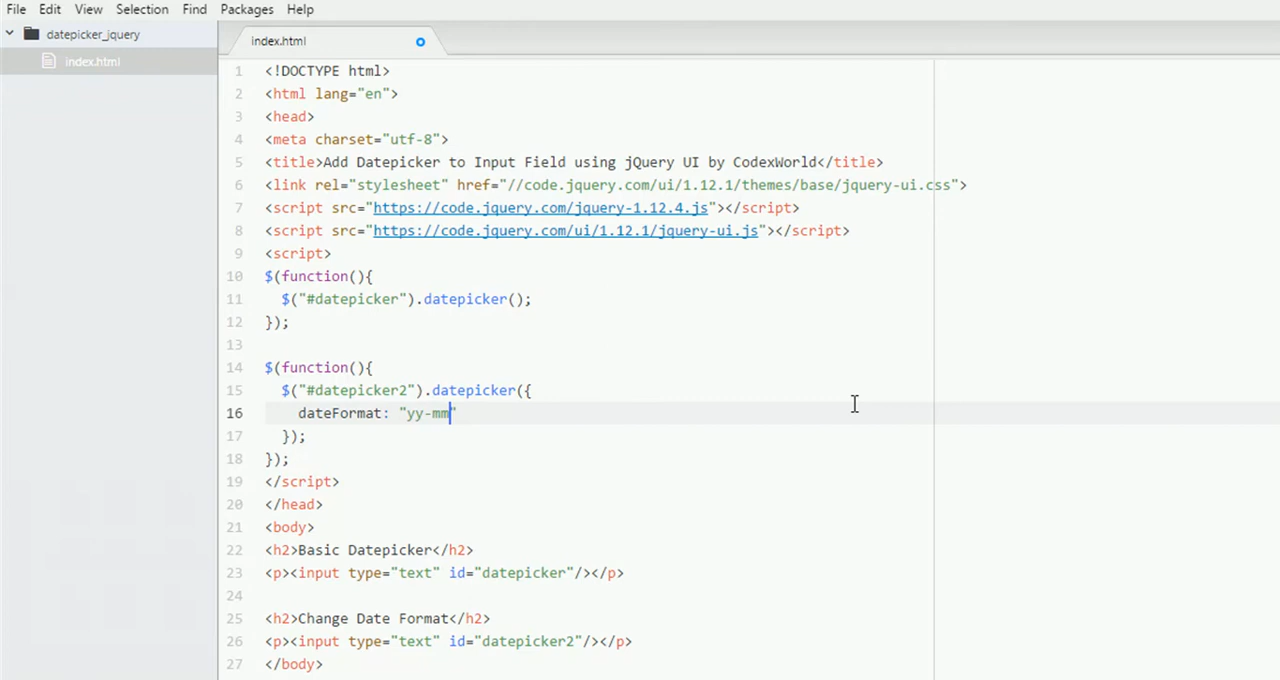 File Edit View Selection Find Packages Help
datepicker_jquery
index.html
index.html
1 <!DOCTYPE html>
2 <html lang="en">
3 <head>
4 <meta charset="utf-8">
5 <title>Add Datepicker to Input Field using jQuery UI by CodexWorld</title>
6 <link rel="stylesheet" href="//code.jquery.com/ui/1.12.1/themes/base/jquery-ui.css">
7 <script src="https://code.jquery.com/jquery-1.12.4.js"></script>
8 <script src="https://code.jquery.com/ui/1.12.1/jquery-ui.js"></script>
9 <script>
10 $(function(){
11 $("#datepicker").datepicker();
12 });
13
14 $(function(){
15 $("#datepicker2").datepicker({
16 dateFormat: "yy-mm"
17 });
18 });
19 </script>
20 </head>
21 <body>
22 <h2>Basic Datepicker</h2>
23 <p><input type="text" id="datepicker"/></p>
24
25 <h2>Change Date Format</h2>
26 <p><input type="text" id="datepicker2"/></p>
27 </body>